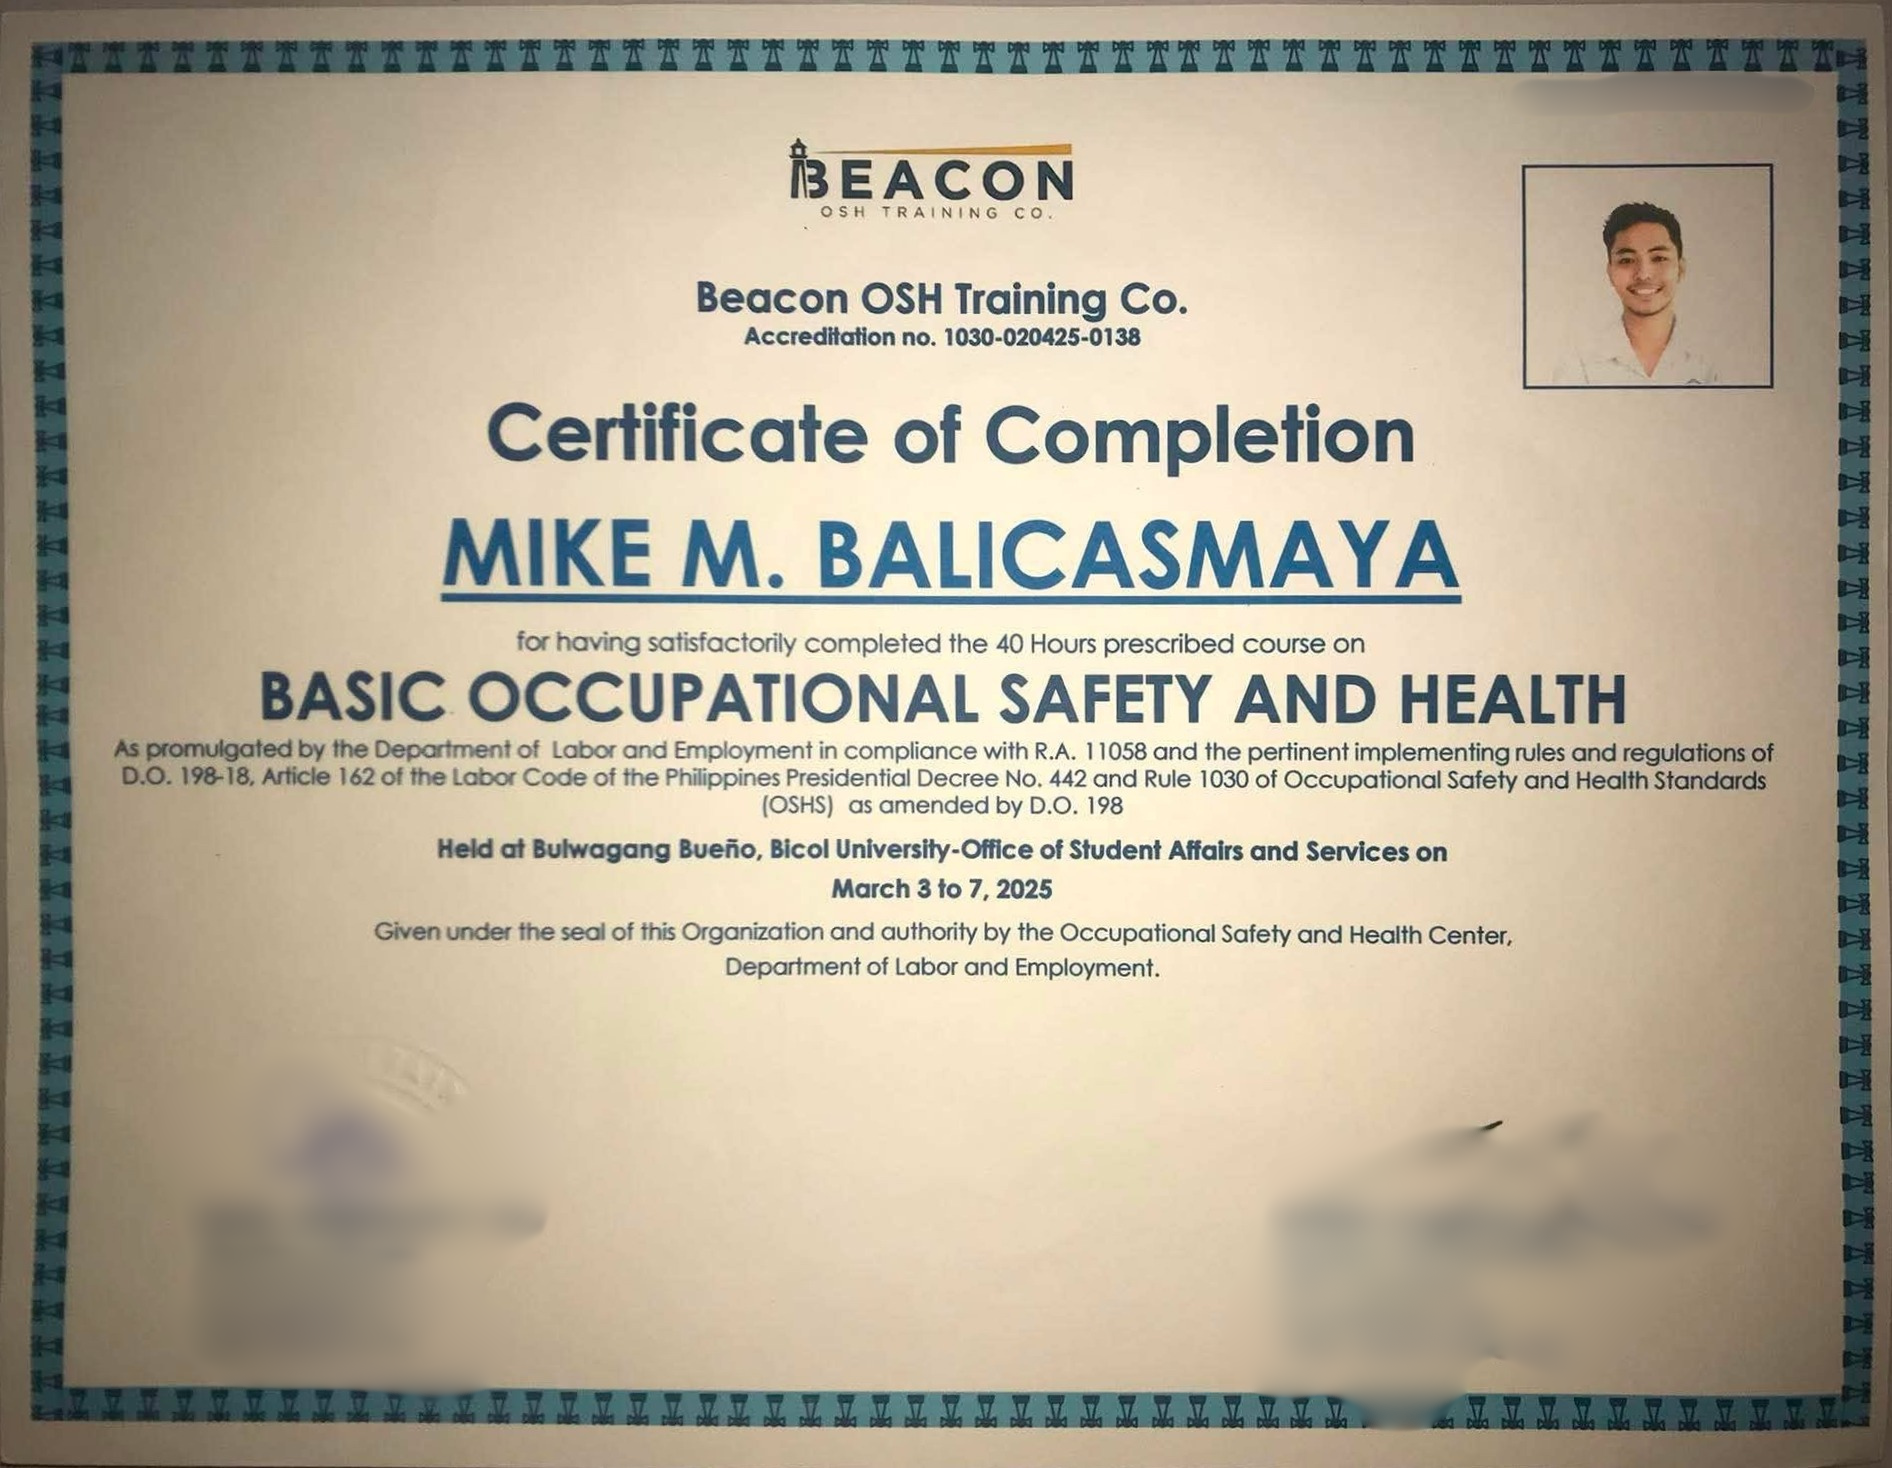 BEACON
OSH TRAINING CO.
Beacon OSH Training Co.
Accreditation no. 1030-020425-0138
Certificate of Completion
MIKE M. BALICASMAYA
for having satisfactorily completed the 40 Hours prescribed course on
BASIC OCCUPATIONAL SAFETY AND HEALTH
As promulgated by the Department of Labor and Employment in compliance with R.A. 11058 and the pertinent implementing rules and regulations of
D.O. 198-18, Article 162 of the Labor Code of the Philippines Presidential Decree No. 442 and Rule 1030 of Occupational Safety and Health Standards
(OSHS) as amended by D.O. 198
Held at Bulwagang Bueño, Bicol University-Office of Student Affairs and Services on
March 3 to 7, 2025
Given under the seal of this Organization and authority by the Occupational Safety and Health Center,
Department of Labor and Employment.